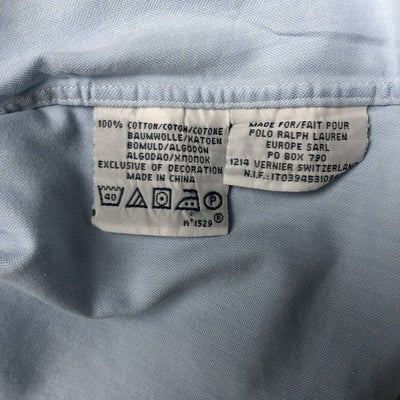 100% COTTON/COTON/COTONE
BAUMWOLLE/KATOEN
BOMULD/ALGODON
ALGODAO/ХЛОПОК
EXCLUSIVE OF DECORATION
MADE IN CHINA
40
P
n°1529®
MADE FOR/FAIT POUR
POLO RALPH LAUREN
EUROPE SARL
PO BOX 790
1214 VERNIER SWITZERLAND
N.I.F.:IT0394531